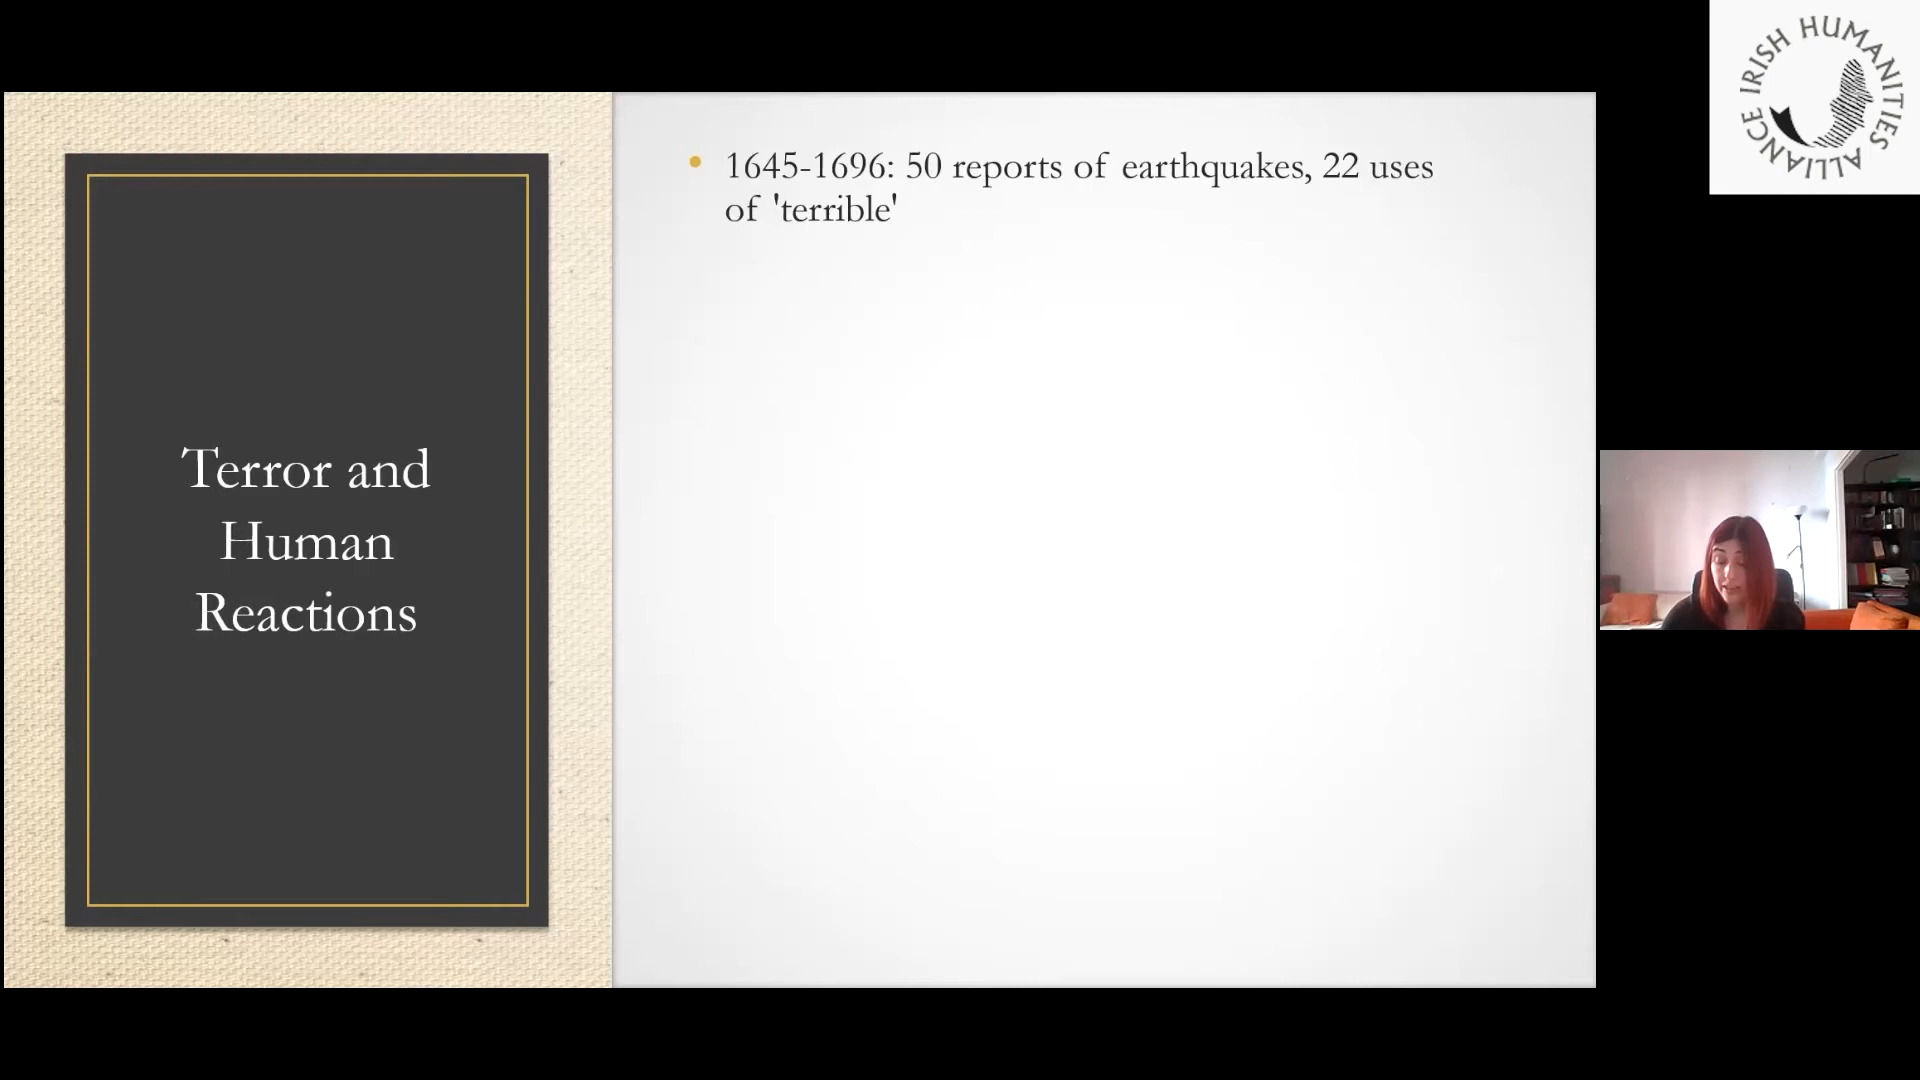 IRISH HUMANITIES ALLIANCE
1645-1696: 50 reports of earthquakes, 22 uses
of 'terrible'
Terror and
Human
Reactions